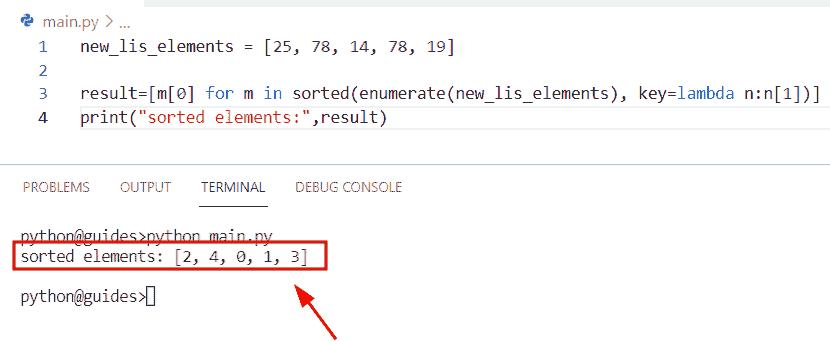 main.py > ...
1 new_lis_elements = [25, 78, 14, 78, 19]
2
3 result=[m[0] for m in sorted(enumerate(new_lis_elements), key=lambda n:n[1])]
4 print("sorted elements:",result)
PROBLEMS OUTPUT TERMINAL DEBUG CONSOLE
python@guides>python main.py
sorted elements: [2, 4, 0, 1, 3]
python@guides>